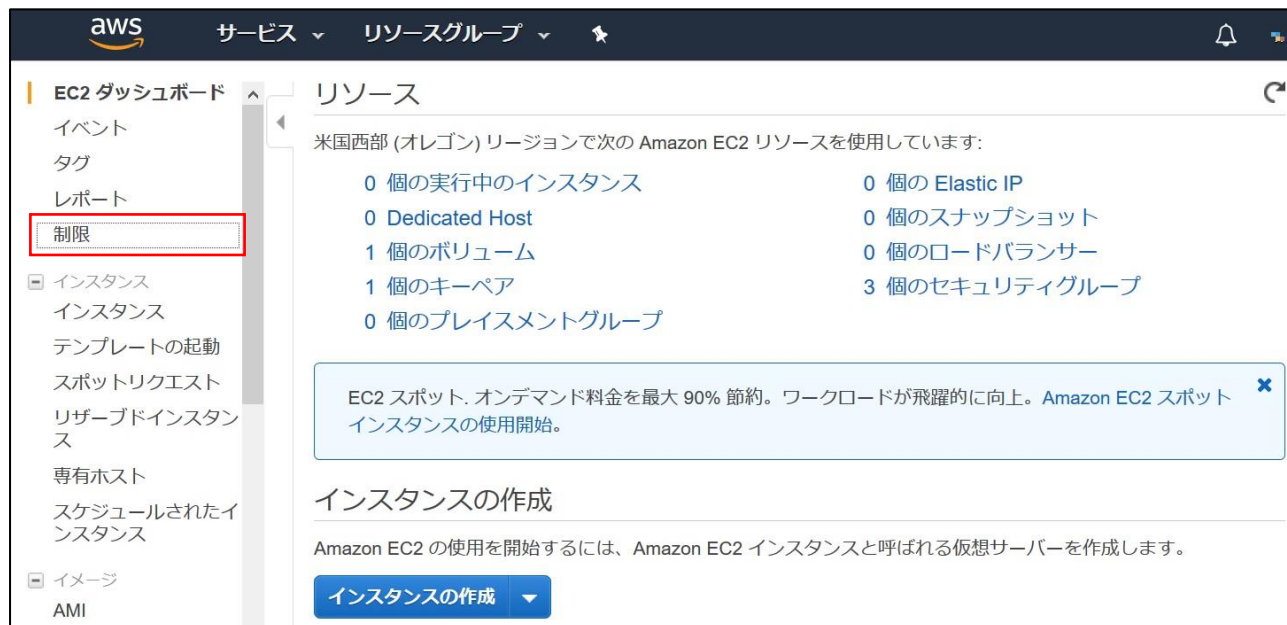 aws
サービス
リソースグループ
EC2 ダッシュボード
イベント
タグ
レポート
制限
インスタンス
インスタンス
テンプレートの起動
スポットリクエスト
リザーブドインスタン
ス
専有ホスト
スケジュールされたイ
ンスタンス
イメージ
AMI
リソース
米国西部 (オレゴン) リージョンで次の Amazon EC2 リソースを使用しています:
0 個の実行中のインスタンス
0 個の Elastic IP
0 Dedicated Host
0 個のスナップショット
1 個のボリューム
0 個のロードバランサー
1 個のキーペア
3 個のセキュリティグループ
0 個のプレイスメントグループ
EC2 スポット. オンデマンド料金を最大 90% 節約。ワークロードが飛躍的に向上。Amazon EC2 スポット
インスタンスの使用開始。
インスタンスの作成
Amazon EC2 の使用を開始するには、Amazon EC2 インスタンスと呼ばれる仮想サーバーを作成します。
インスタンスの作成